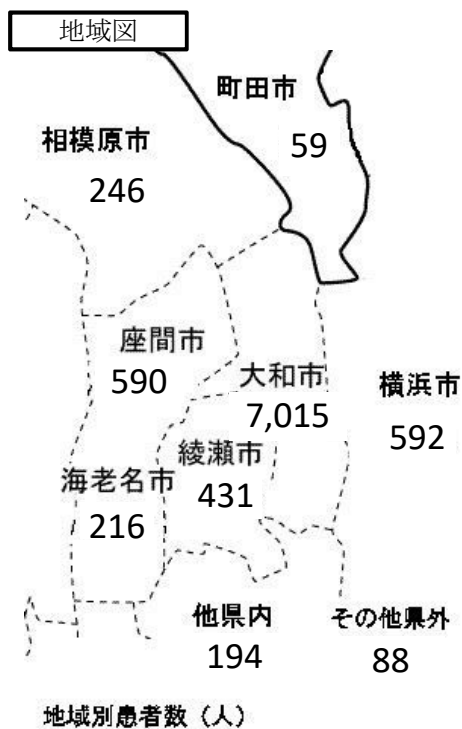 地域図
町田市
59
相模原市
246
座間市
590
大和市
7,015
横浜市
592
綾瀬市
431
海老名市
216
他県内
194
その他県外
88
地域別患者数（人）